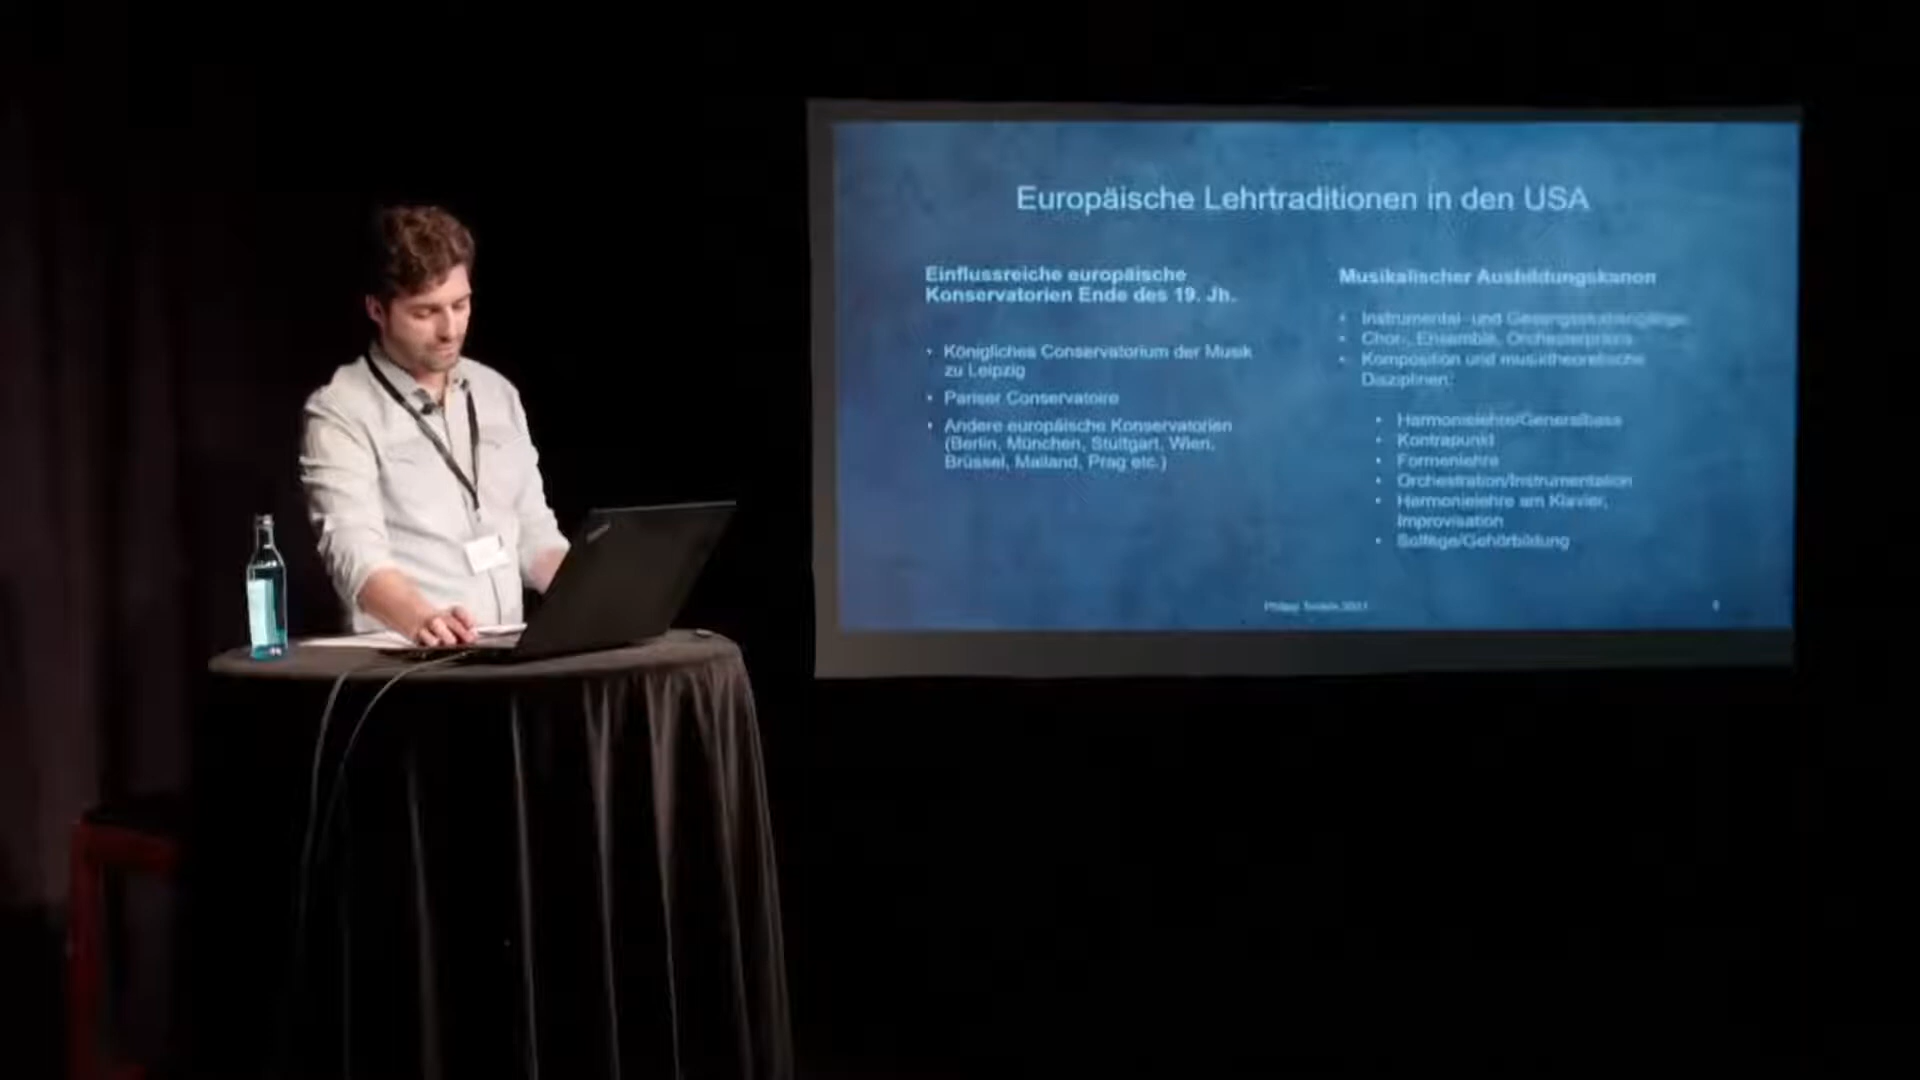 Europäische Lehrtraditionen in den USA
Einflussreiche europäische
Konservatorien Ende des 19. Jh.
• Königliches Conservatorium der Musik
zu Leipzig
• Pariser Conservatoire
• Andere europäische Konservatorien
(Berlin, München, Stuttgart, Wien,
Brüssel, Mailand, Prag etc.)
Musikalischer Ausbildungskanon
• Instrumental- und
• Chor-, Ensemble, Orchesterpraxis
• Komposition und musiktheoretische
Disziplinen:
• Harmonielehre/Generalbass
• Kontrapunkt
• Formenlehre
• Orchestration/Instrumentation
• Harmonielehre am Klavier,
Improvisation
• Solfège/Gehörbildung